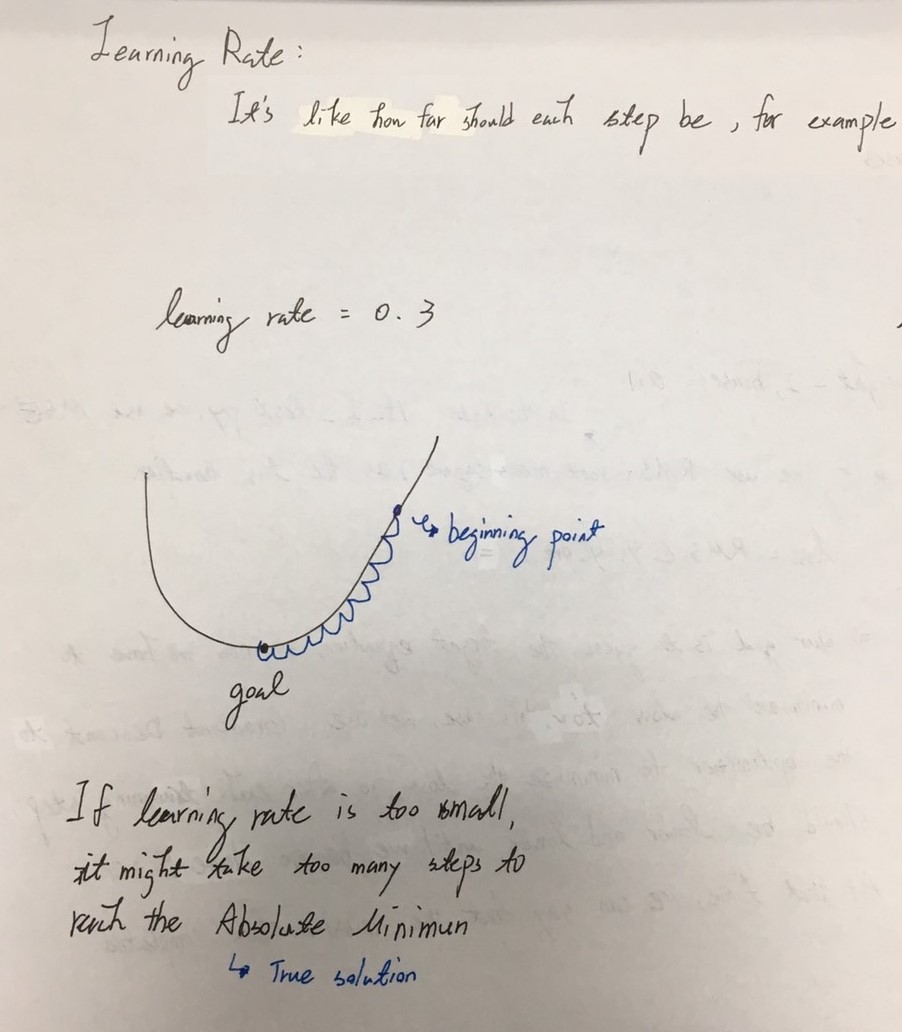 Learning Rate:
It's like how far should each step be, for example
learning rate = 0.3
beginning point
goal
If learning rate is too small,
it might take too many steps to
reach the Absolute Minimun
↳ True solution